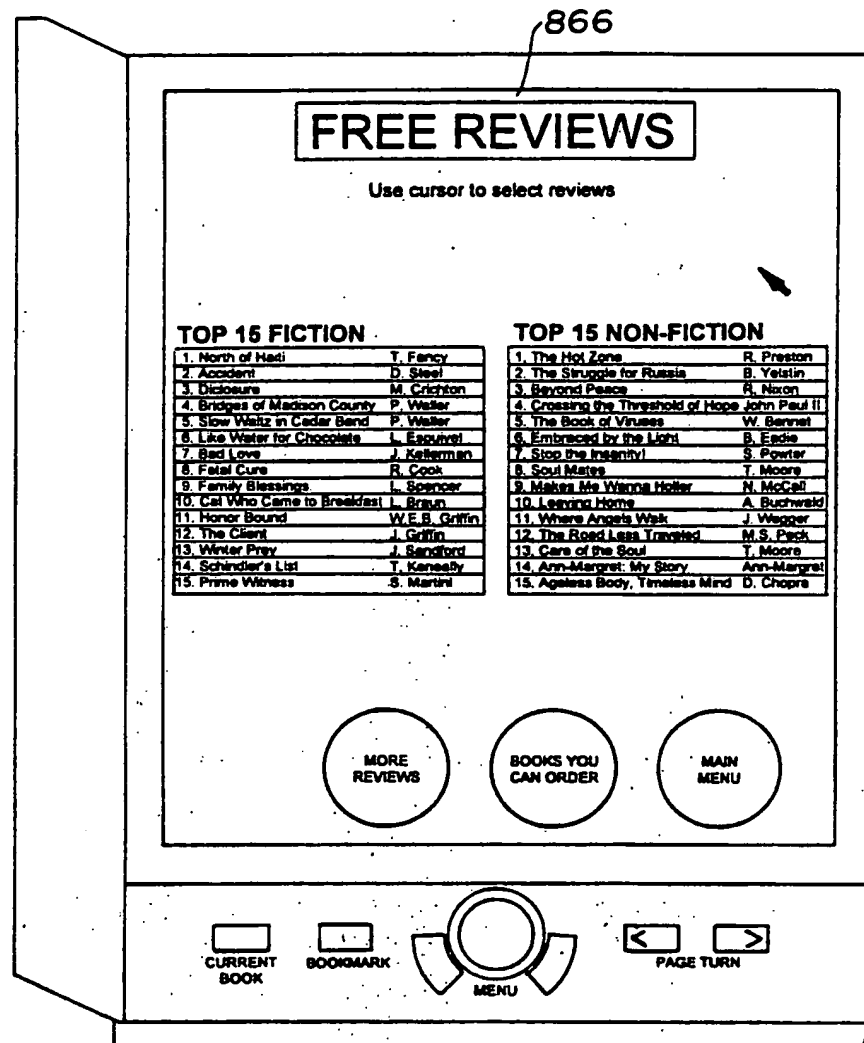 866
FREE REVIEWS
Use cursor to select reviews
TOP 15 FICTION
1. North of Haiti T. Fancy
2. Accident D. Steel
3. Diclosure M. Crichton
4. Bridges of Madison County P. Waller
5. Slow Waltz in Cedar Bend P. Waller
6. Like Water for Chocolate L. Esquivel
7. Bad Love J. Kellerman
8. Fatal Cure R. Cook
9. Family Blessings L. Spencer
10. Cat Who Came to Breakfast L. Braun
11. Honor Bound W.E.B. Griffin
12. The Client J. Griffin
13. Winter Prey J. Sandford
14. Schindler's List T. Keneally
15. Prime Witness S. Martini
TOP 15 NON-FICTION
1. The Hot Zone R. Preston
2. The Struggle for Russia B. Yelstin
3. Beyond Peace R. Nixon
4. Crossing the Threshold of Hope John Paul II
5. The Book of Viruses W. Bennet
6. Embraced by the Light B. Eadie
7. Stop the Insanity! S. Powter
8. Soul Mates T. Moore
9. Makes Me Wanna Holler N. McCall
10. Leaving Home A. Buchwald
11. Where Angels Walk J. Wagger
12. The Road Less Traveled M.S. Peck
13. Care of the Soul T. Moore
14. Ann-Margret: My Story Ann-Margret
15. Ageless Body, Timeless Mind D. Chopra
MORE
REVIEWS
BOOKS YOU
CAN ORDER
MAIN
MENU
CURRENT
BOOK
BOOKMARK
MENU
< >
PAGE TURN